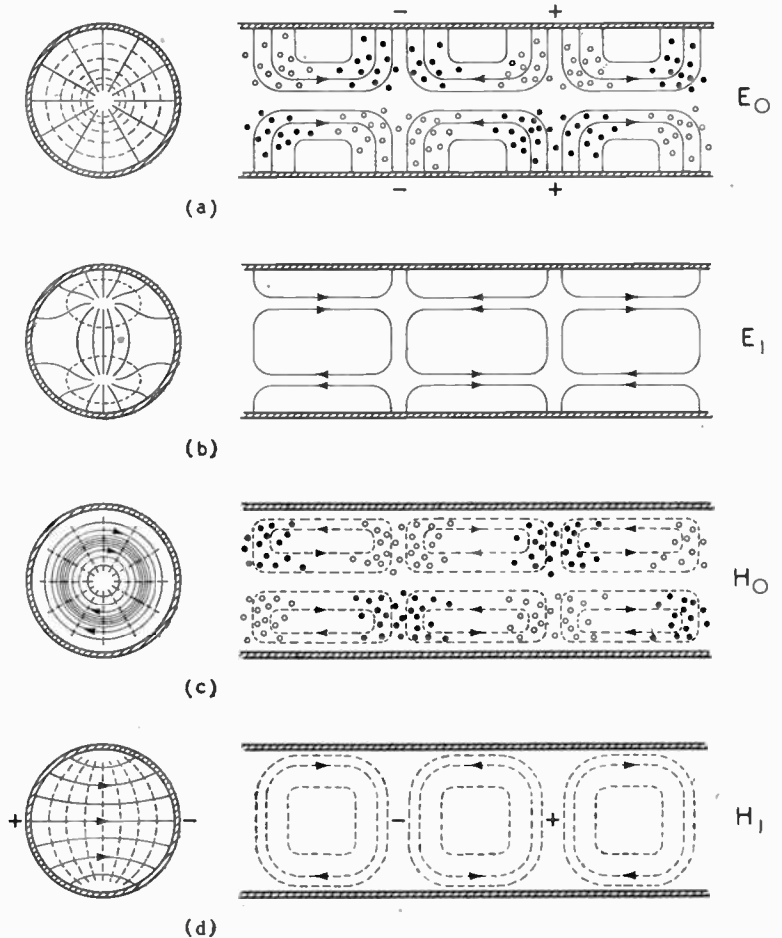 − +
E₀
− +
(a)
E₁
(b)
H₀
(c)
+ − − + H₁
(d)